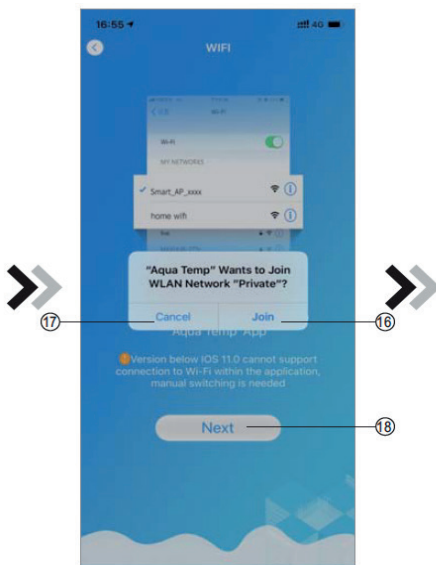 16:55
4G
WIFI
Wi-Fi
MY NETWORKS
Smart_AP_xxxx
home wifi
"Aqua Temp" Wants to Join
WLAN Network "Private"?
Cancel
Join
17
16
Aqua Temp App
Version below IOS 11.0 cannot support
connection to Wi-Fi within the application,
manual switching is needed
Next
18